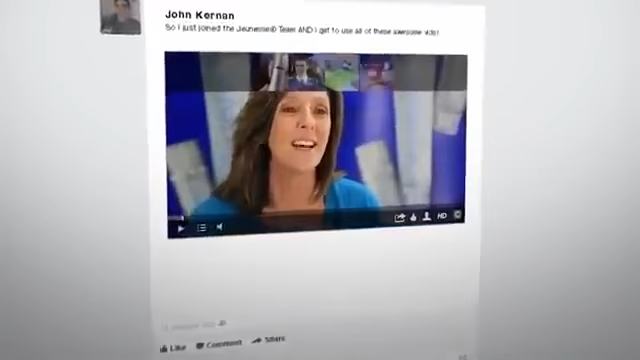 John Kernan
So I just joined the Jeunesse® Team AND I get to use all of these awesome vids!
HD
Like Comment Share